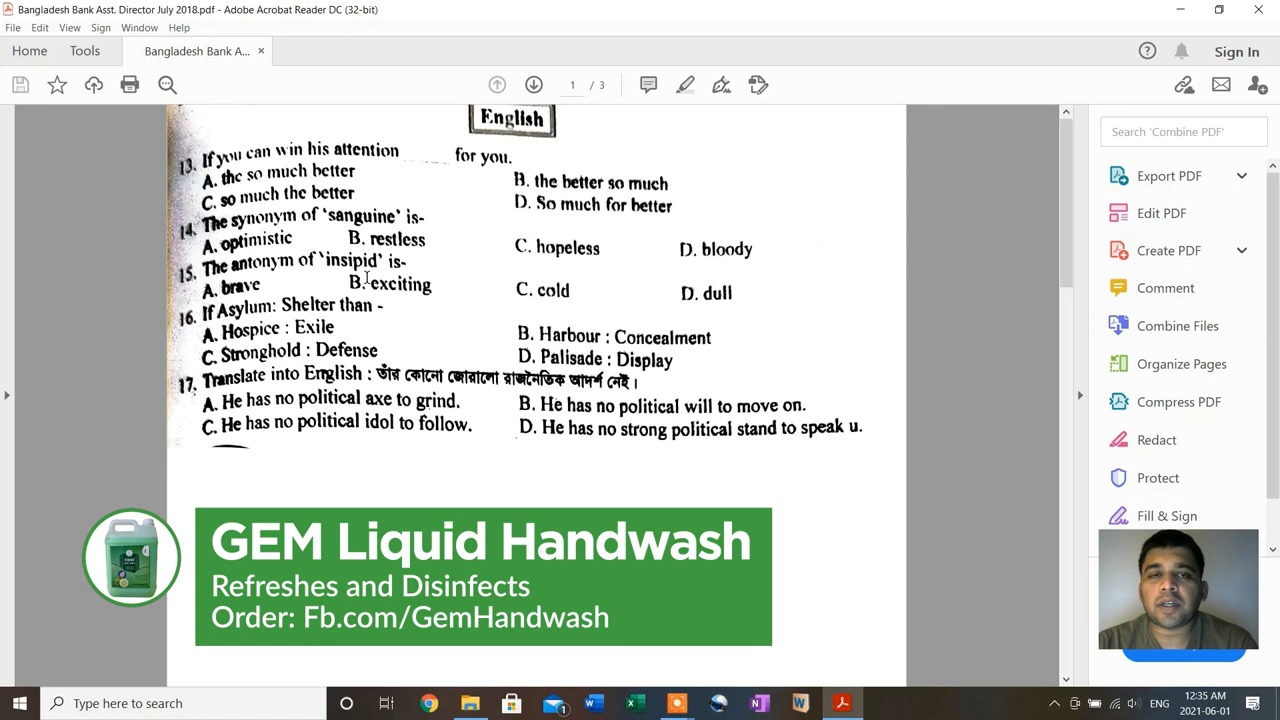 Bangladesh Bank Asst. Director July 2018.pdf - Adobe Acrobat Reader DC (32-bit)
File Edit View Sign Window Help
Home Tools Bangladesh Bank A... × Sign In
1 / 3
English
13. If you can win his attention ______ for you.
A. the so much better B. the better so much
C. so much the better D. So much for better
14. The synonym of ‘sanguine’ is-
A. optimistic B. restless C. hopeless D. bloody
15. The antonym of ‘insipid’ is-
A. brave B. exciting C. cold D. dull
16. If Asylum: Shelter than -
A. Hospice : Exile B. Harbour : Concealment
C. Stronghold : Defense D. Palisade : Display
17. Translate into English : তাঁর কোনো জোরালো রাজনৈতিক আদর্শ নেই।
A. He has no political axe to grind. B. He has no political will to move on.
C. He has no political idol to follow. D. He has no strong political stand to speak u.
Search 'Combine PDF'
Export PDF
Edit PDF
Create PDF
Comment
Combine Files
Organize Pages
Compress PDF
Redact
Protect
Fill & Sign
GEM Liquid Handwash
Refreshes and Disinfects
Order: Fb.com/GemHandwash
Type here to search
ENG
12:35 AM
2021-06-01